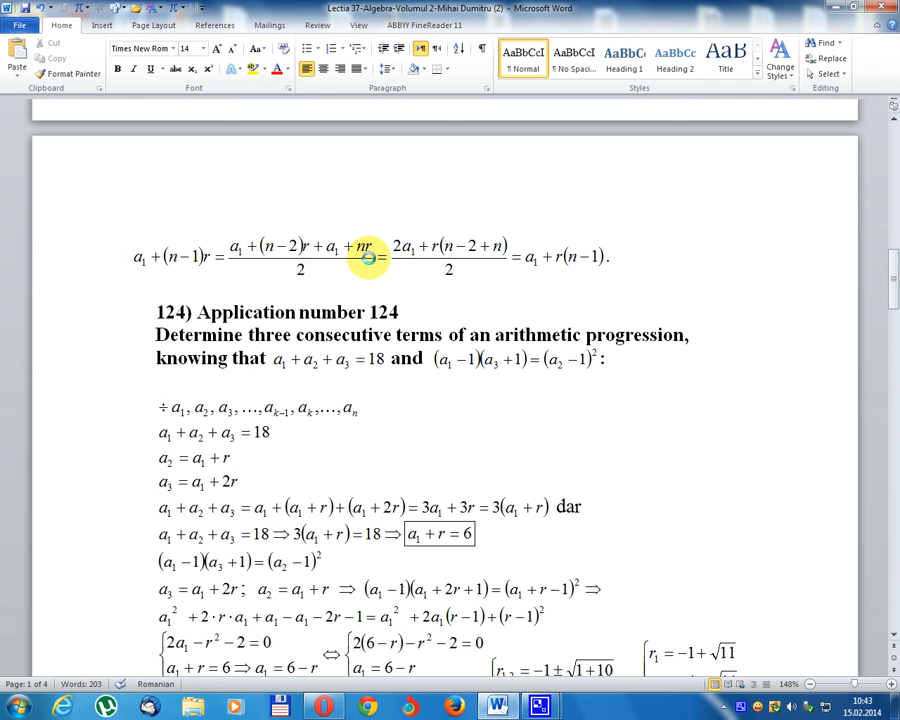 Lectia 37-Algebra-Volumul 2-Mihai Dumitru (2) - Microsoft Word
File Home Insert Page Layout References Mailings Review View ABBYY FineReader 11
Cut
Copy
Format Painter
Paste
Times New Rom 14
AaBbCcI AaBbCcI AaBbC AaBbCc AaB
¶ Normal ¶ No Spaci... Heading 1 Heading 2 Title
Change Styles
Find
Replace
Select
Clipboard Font Paragraph Styles Editing
a₁ + (n − 2)r + a₁ + nr 2a₁ + r(n − 2 + n)
a₁ + (n − 1)r = ――― = ――― = a₁ + r(n − 1).
2 2
124) Application number 124
Determine three consecutive terms of an arithmetic progression,
knowing that a₁ + a₂ + a₃ = 18 and (a₁ − 1)(a₃ + 1) = (a₂ − 1)² :
÷ a₁, a₂, a₃, …, aₖ₋₁, aₖ, …, aₙ
a₁ + a₂ + a₃ = 18
a₂ = a₁ + r
a₃ = a₁ + 2r
a₁ + a₂ + a₃ = a₁ + (a₁ + r) + (a₁ + 2r) = 3a₁ + 3r = 3(a₁ + r) dar
a₁ + a₂ + a₃ = 18 ⇒ 3(a₁ + r) = 18 ⇒ a₁ + r = 6
(a₁ − 1)(a₃ + 1) = (a₂ − 1)²
a₃ = a₁ + 2r ; a₂ = a₁ + r ⇒ (a₁ − 1)(a₁ + 2r + 1) = (a₁ + r − 1)² ⇒
a₁² + 2 · r · a₁ + a₁ − a₁ − 2r − 1 = a₁² + 2a₁(r − 1) + (r − 1)²
2a₁ − r² − 2 = 0 ⇔ 2(6 − r) − r² − 2 = 0 r₁ = −1 + √11
a₁ + r = 6 ⇒ a₁ = 6 − r a₁ = 6 − r = −1 ± √1 + 10
Page: 1 of 4 Words: 203 Romanian 148%
10:43
15.02.2014